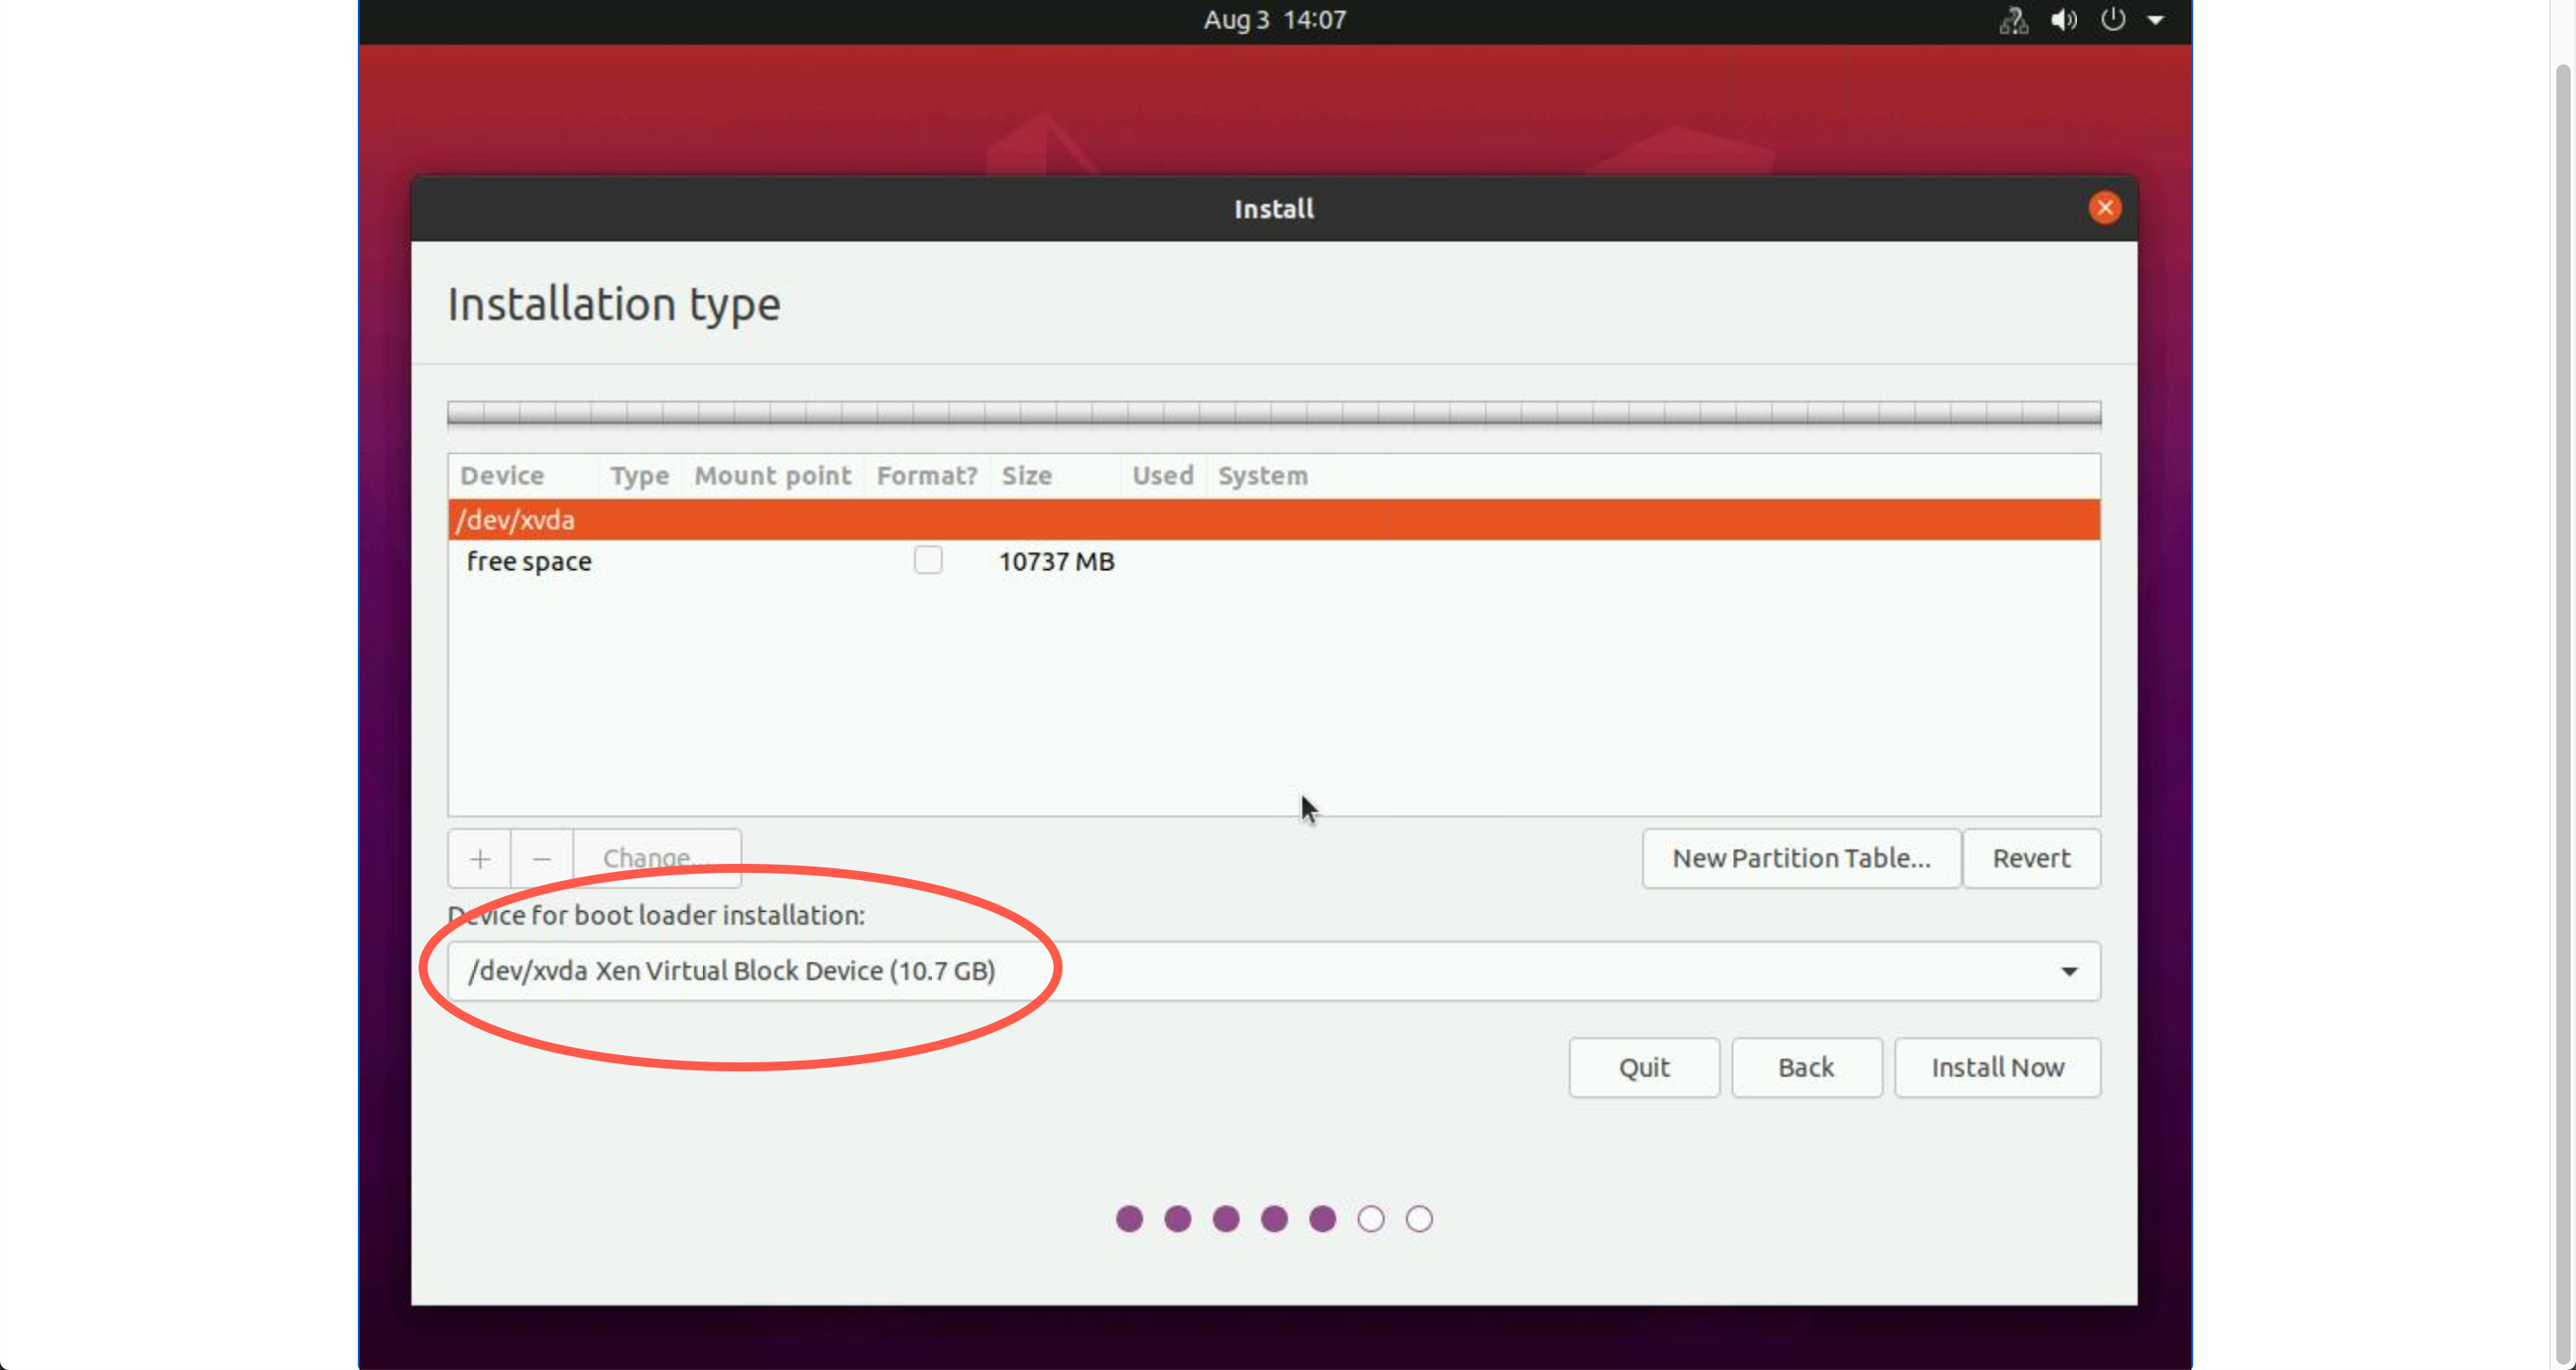 Aug 3 14:07
Install
Installation type
Device Type Mount point Format? Size Used System
/dev/xvda
free space 10737 MB
+ − Change... New Partition Table... Revert
Device for boot loader installation:
/dev/xvda Xen Virtual Block Device (10.7 GB)
Quit Back Install Now